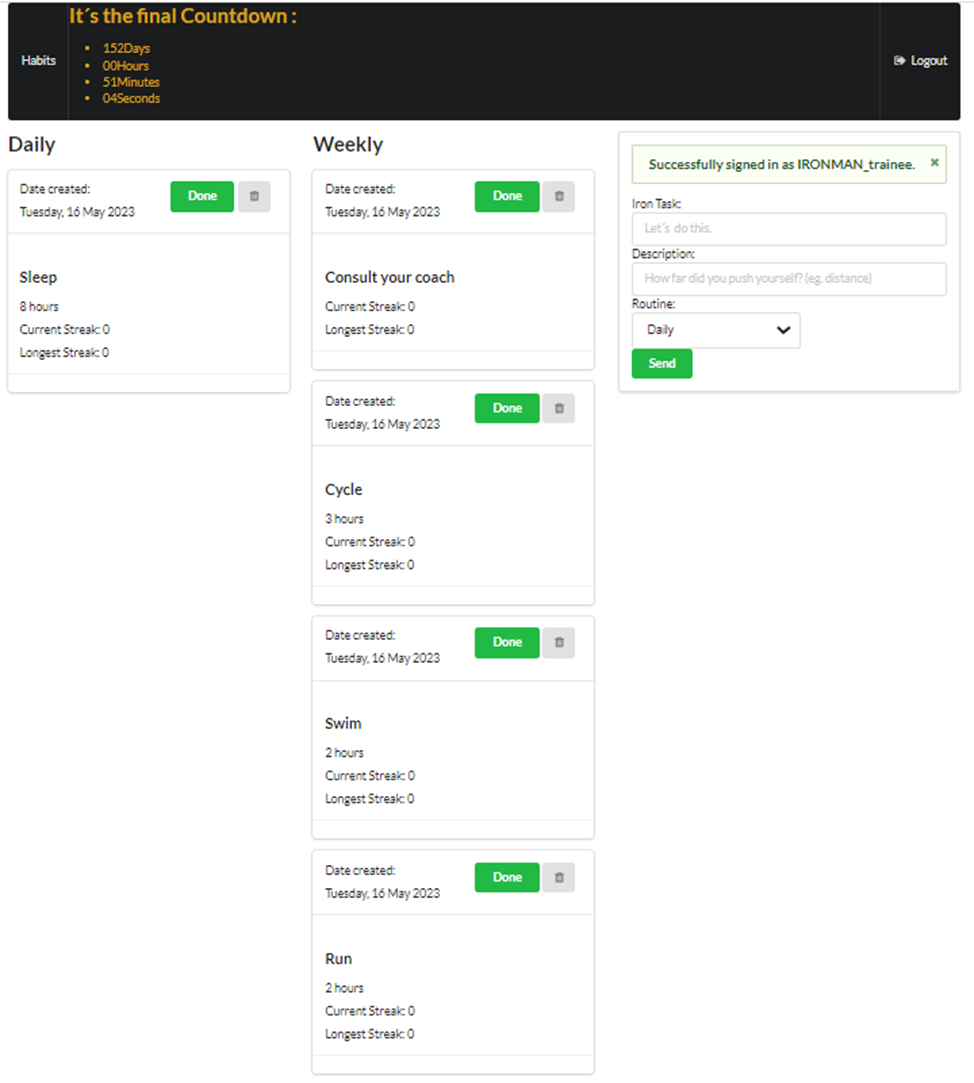 It´s the final Countdown :
Habits
152Days
00Hours
51Minutes
04Seconds
Logout
Daily
Date created:
Tuesday, 16 May 2023
Done
Sleep
8 hours
Current Streak: 0
Longest Streak: 0
Weekly
Date created:
Tuesday, 16 May 2023
Done
Consult your coach
Current Streak: 0
Longest Streak: 0
Date created:
Tuesday, 16 May 2023
Done
Cycle
3 hours
Current Streak: 0
Longest Streak: 0
Date created:
Tuesday, 16 May 2023
Done
Swim
2 hours
Current Streak: 0
Longest Streak: 0
Date created:
Tuesday, 16 May 2023
Done
Run
2 hours
Current Streak: 0
Longest Streak: 0
Successfully signed in as IRONMAN_trainee.
Iron Task:
Let´s do this.
Description:
How far did you push yourself? (eg. distance)
Routine:
Daily
Send